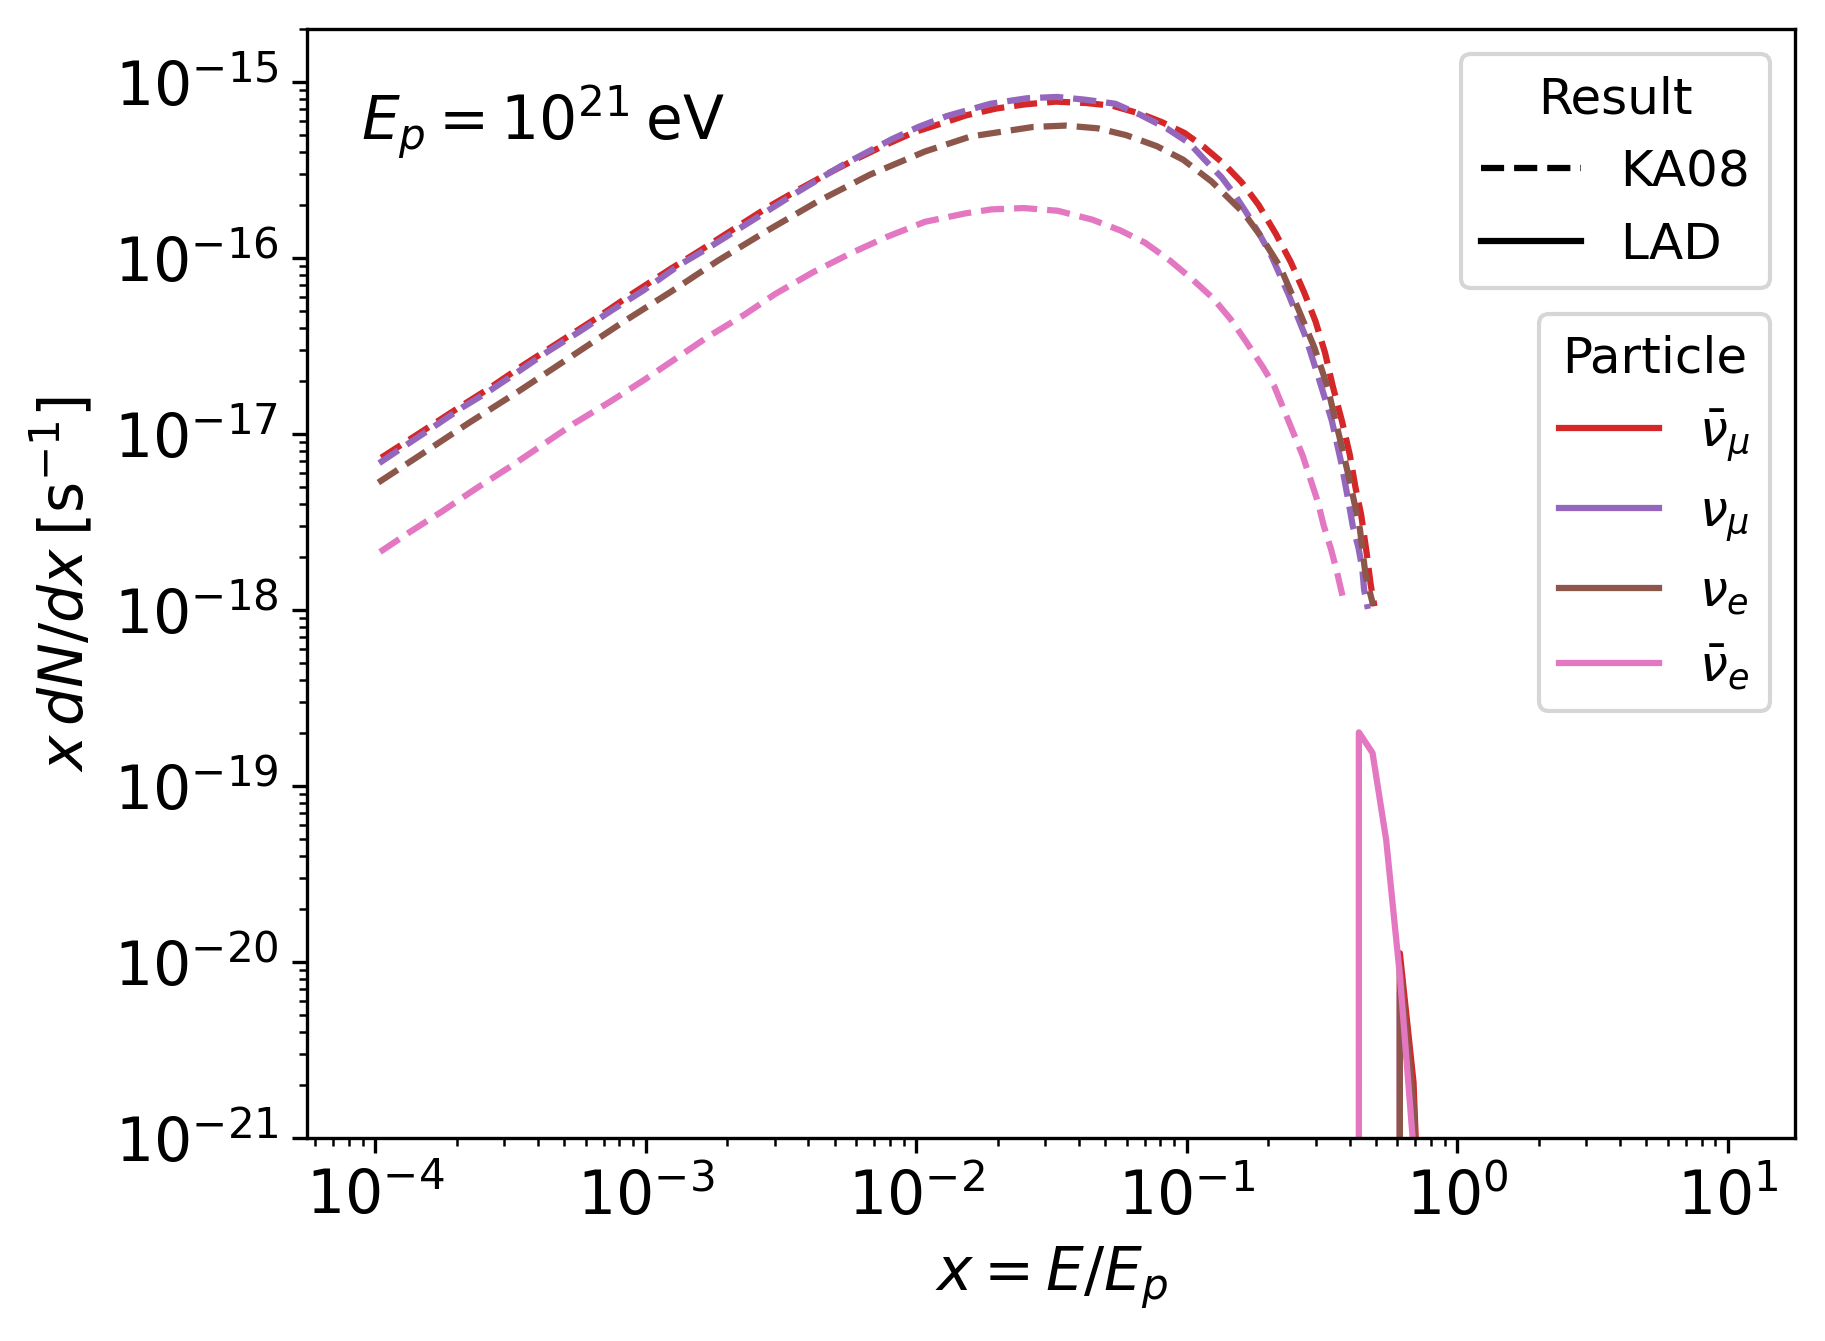 E_p = 10^21 eV
Result
KA08
LAD
Particle
ν̄_μ
ν_μ
ν_e
ν̄_e
10^−15
10^−16
10^−17
10^−18
10^−19
10^−20
10^−21
x dN/dx [s^−1]
10^−4 10^−3 10^−2 10^−1 10^0 10^1
x = E/E_p